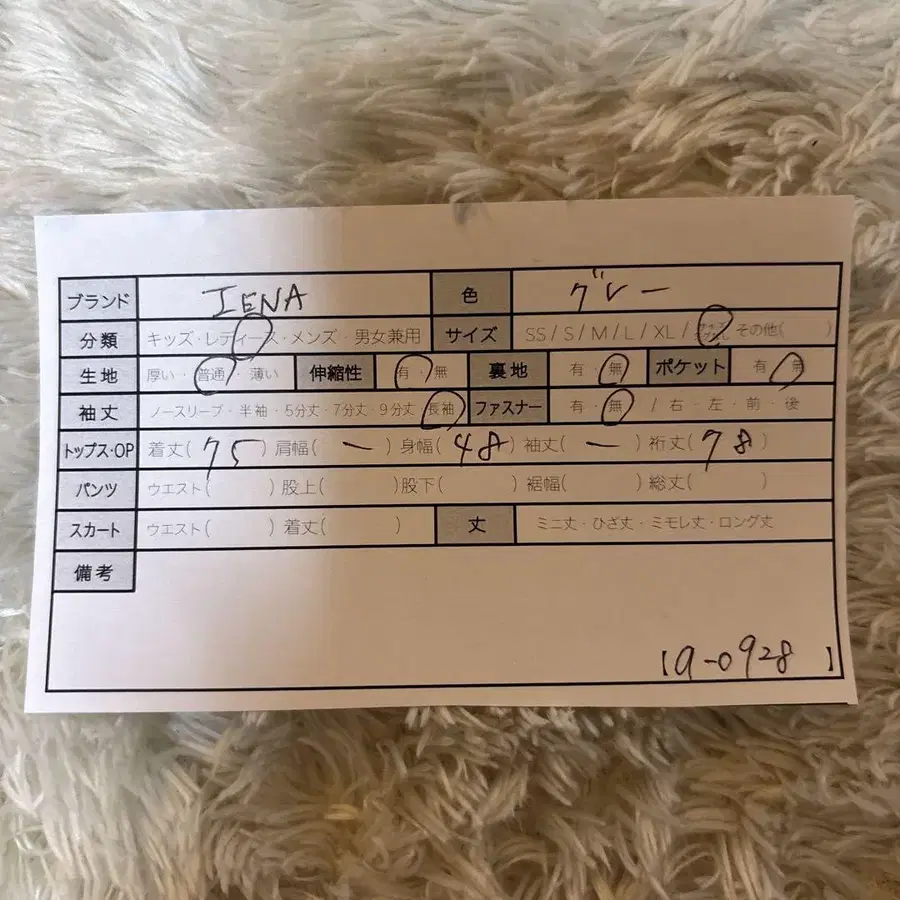 ブランド IENA 色 グレー
分類 キッズ・レディース・メンズ・男女兼用 サイズ SS/S/M/L/XL/ その他( )
生地 厚い・普通・薄い 伸縮性 有・無 裏地 有・無 ポケット 有・無
袖丈 ノースリーブ・半袖・5分丈・7分丈・9分丈・長袖 ファスナー 有・無 /右・左・前・後
トップス・OP 着丈(75) 肩幅(ー) 身幅(48) 袖丈(ー) 裄丈(78)
パンツ ウエスト( ) 股上( ) 股下( ) 裾幅( ) 総丈( )
スカート ウエスト( ) 着丈( ) 丈 ミニ丈・ひざ丈・ミモレ丈・ロング丈
備考
【a-0928 】